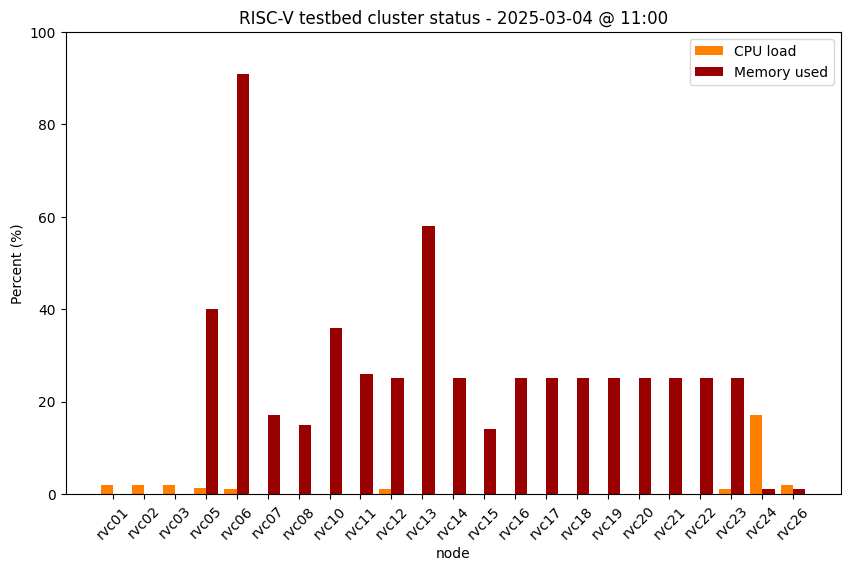 RISC-V testbed cluster status - 2025-03-04 @ 11:00
CPU load
Memory used
Percent (%)
100
80
60
40
20
0
rvc01
rvc02
rvc03
rvc05
rvc06
rvc07
rvc08
rvc10
rvc11
rvc12
rvc13
rvc14
rvc15
rvc16
rvc17
rvc18
rvc19
rvc20
rvc21
rvc22
rvc23
rvc24
rvc26
node